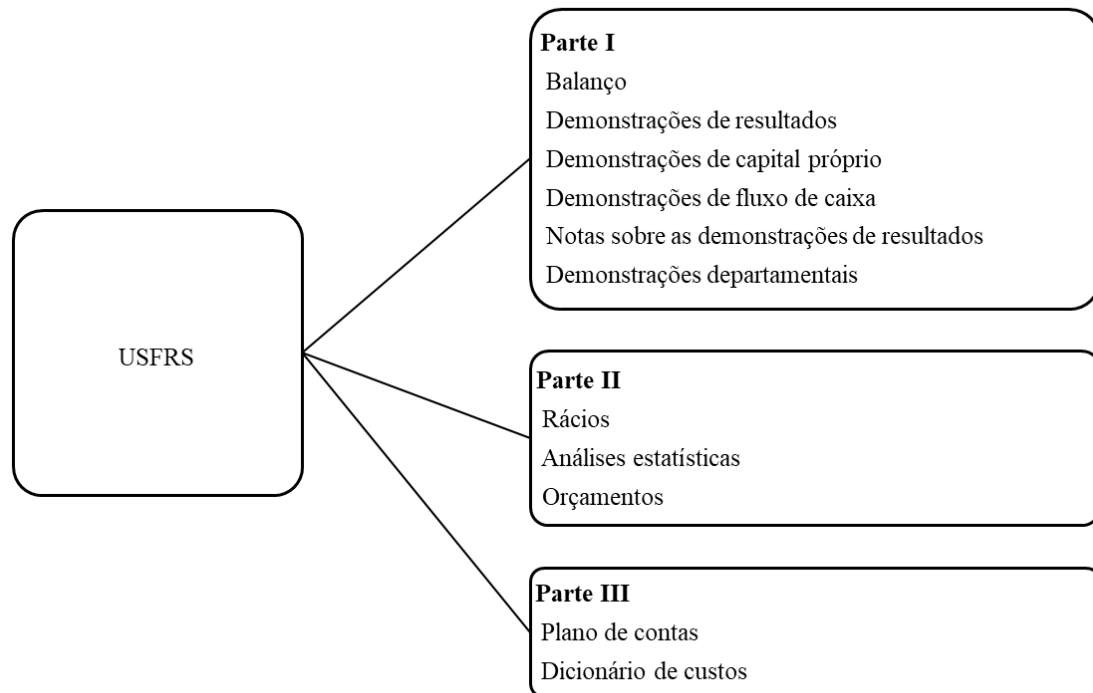 USFRS
Parte I
Balanço
Demonstrações de resultados
Demonstrações de capital próprio
Demonstrações de fluxo de caixa
Notas sobre as demonstrações de resultados
Demonstrações departamentais
Parte II
Rácios
Análises estatísticas
Orçamentos
Parte III
Plano de contas
Dicionário de custos